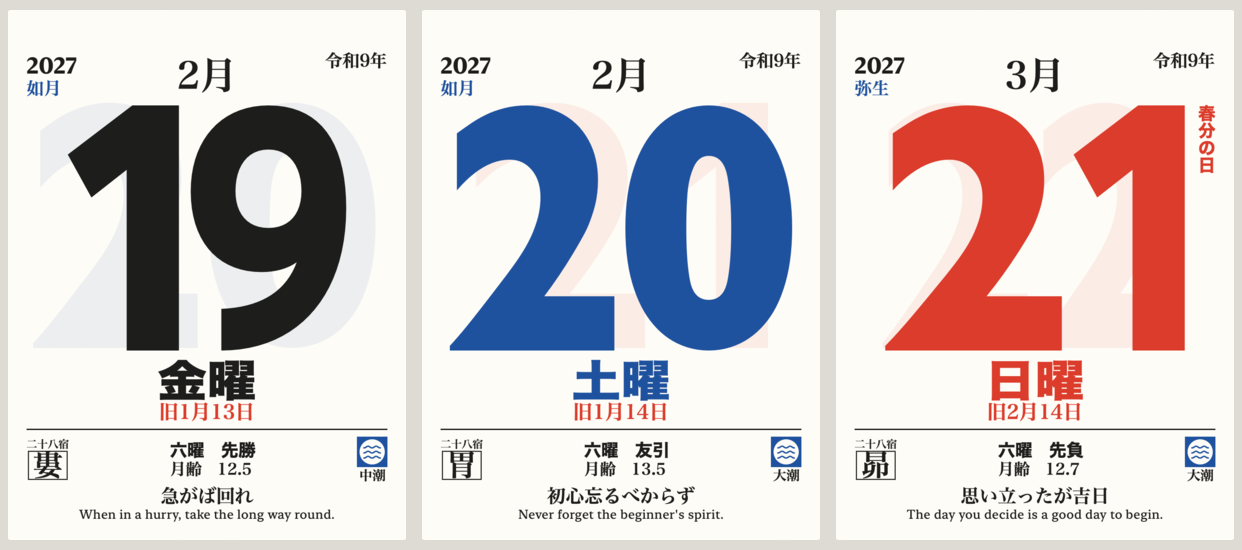 2027
如月
2月
令和9年
19
金曜
旧1月13日
二十八宿
婁
六曜 先勝
月齢 12.5
中潮
急がば回れ
When in a hurry, take the long way round.
2027
如月
2月
令和9年
20
土曜
旧1月14日
二十八宿
胃
六曜 友引
月齢 13.5
大潮
初心忘るべからず
Never forget the beginner's spirit.
2027
弥生
3月
令和9年
21
春分の日
日曜
旧2月14日
二十八宿
昴
六曜 先負
月齢 12.7
大潮
思い立ったが吉日
The day you decide is a good day to begin.